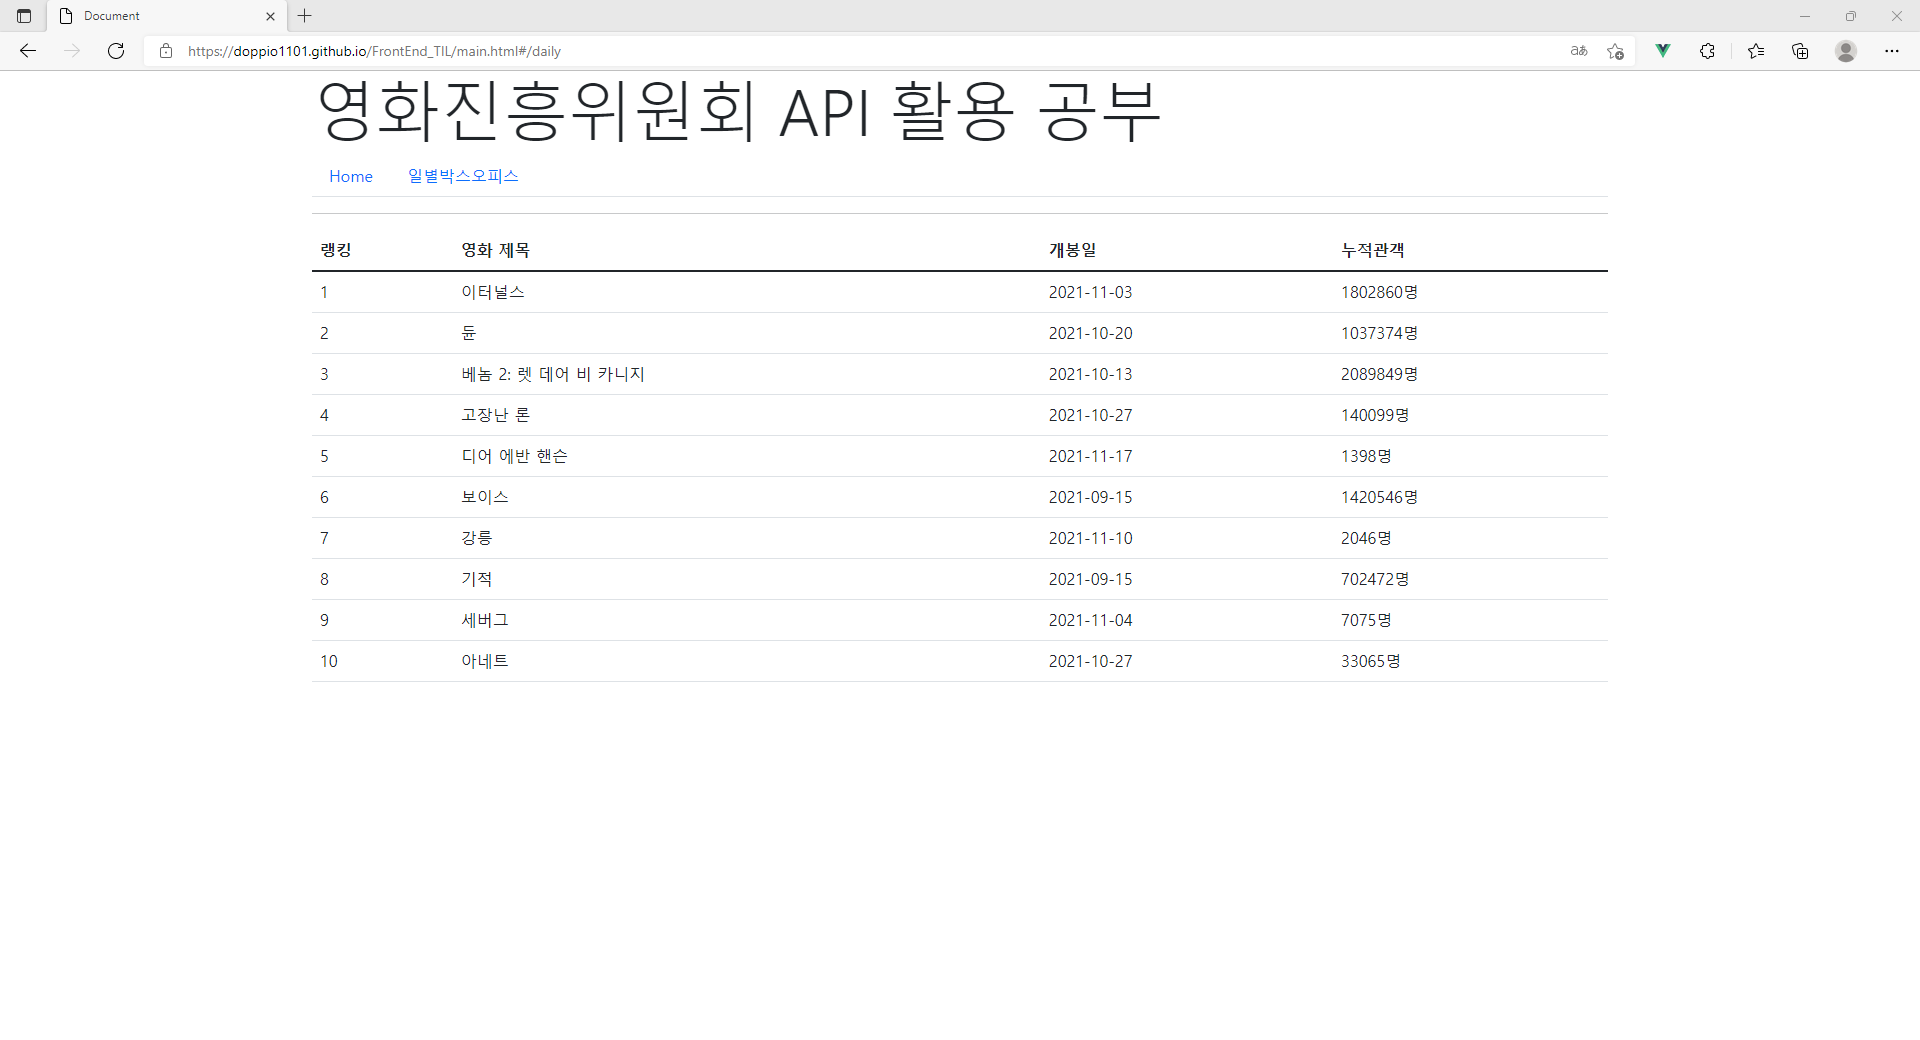 Document
https://doppio1101.github.io/FrontEnd_TIL/main.html#/daily
영화진흥위원회 API 활용 공부
Home 일별박스오피스
랭킹 영화 제목 개봉일 누적관객
1 이터널스 2021-11-03 1802860명
2 듄 2021-10-20 1037374명
3 베놈 2: 렛 데어 비 카니지 2021-10-13 2089849명
4 고장난 론 2021-10-27 140099명
5 디어 에반 핸슨 2021-11-17 1398명
6 보이스 2021-09-15 1420546명
7 강릉 2021-11-10 2046명
8 기적 2021-09-15 702472명
9 세버그 2021-11-04 7075명
10 아네트 2021-10-27 33065명